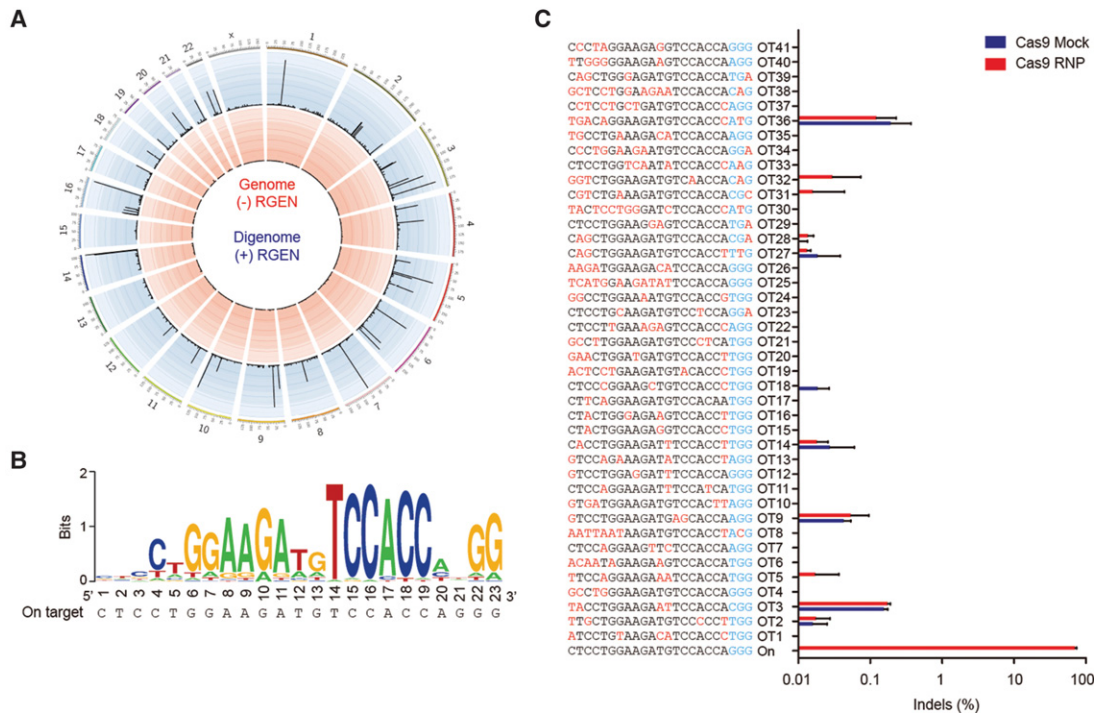 A
1
2
3
4
5
6
7
8
9
10
11
12
13
14
15
16
17
18
19
20
21
22
x
Genome
(-) RGEN
Digenome
(+) RGEN
B
Bits
2
1
0
5' 1 2 3 4 5 6 7 8 9 10 11 12 13 14 15 16 17 18 19 20 21 22 23 3'
On target C T C C T G G A A G A T G T C C A C C A G G G
C
Cas9 Mock
Cas9 RNP
CCCTAGGAAGAGGTCCACCAGGG OT41
TTGGGGGAAGAAGTCCACCAAGG OT40
CAGCTGGGAGATGTCCACCATGA OT39
GCTCCTGGAAGAATCCACCACAG OT38
CCTCCTGCTGATGTCCACCCAGG OT37
TGACAGGAAGATGTCCACCCATG OT36
TGCCTGAAAGACATCCACCAAGG OT35
CCCTGGAAGAATGTCCACCAGGA OT34
CTCCTGGTCAATATCCACCCAAG OT33
GGTCTGGAAGATGTCAACCACAG OT32
CGTCTGAAAGATGTCCACCACGC OT31
TACTCCTGGGATCTCCACCCATG OT30
CTCCTGGAAGGAGTCCACCATGA OT29
CAGCTGGAAGATGTCCACCACGA OT28
CAGCTGGAAGATGTCCACCTTTG OT27
AAGATGGAAGACATCCACCAGGG OT26
TCATGGAAGATATTCCACCAGGG OT25
GGCCTGGAAAATGTCCACCGTGG OT24
CTCCTGCAAGATGTCCTCCAGGA OT23
CTCCTTGAAAGAGTCCACCCAGG OT22
GCCTTGGAAGATGTCCCTCATGG OT21
GAACTGGATGATGTCCACCTTGG OT20
ACTCCTGAAGATGTACACCCTGG OT19
CTCCCGGAAGCTGTCCACCCTGG OT18
CTTCAGGAAGATGTCCACAATGG OT17
CTACTGGGAGAAGTCCACCTTGG OT16
CTACTGGAAGAGGTCCACCCTGG OT15
CACCTGGAAGATTTCCACCTTGG OT14
GTCCAGAAAGATATCCACCTAGG OT13
GTCCTGGAGGATTTCCACCAGGG OT12
CTCCAGGAAGATTTCCATCATGG OT11
GTGATGGAAGATGTCCACTTAGG OT10
GTCCTGGAAGATGAGCACCAAGG OT9
AATTAATAAGATGTCCACCTACG OT8
CTCCAGGAAGTTCTCCACCAAGG OT7
ACAATAGAAGAAGTCCACCATGG OT6
TTCCAGGAAGAAATCCACCATGG OT5
GCCTGGGAAGATGTCCACCATGG OT4
TACCTGGAAGAATTCCACCACGG OT3
TTGCTGGAAGATGTCCCCCTTGG OT2
ATCCTGTAAGACATCCACCTTGG OT1
CTCCTGGAAGATGTCCACCAGGG On
0.01 0.1 1 10 100
Indels (%)